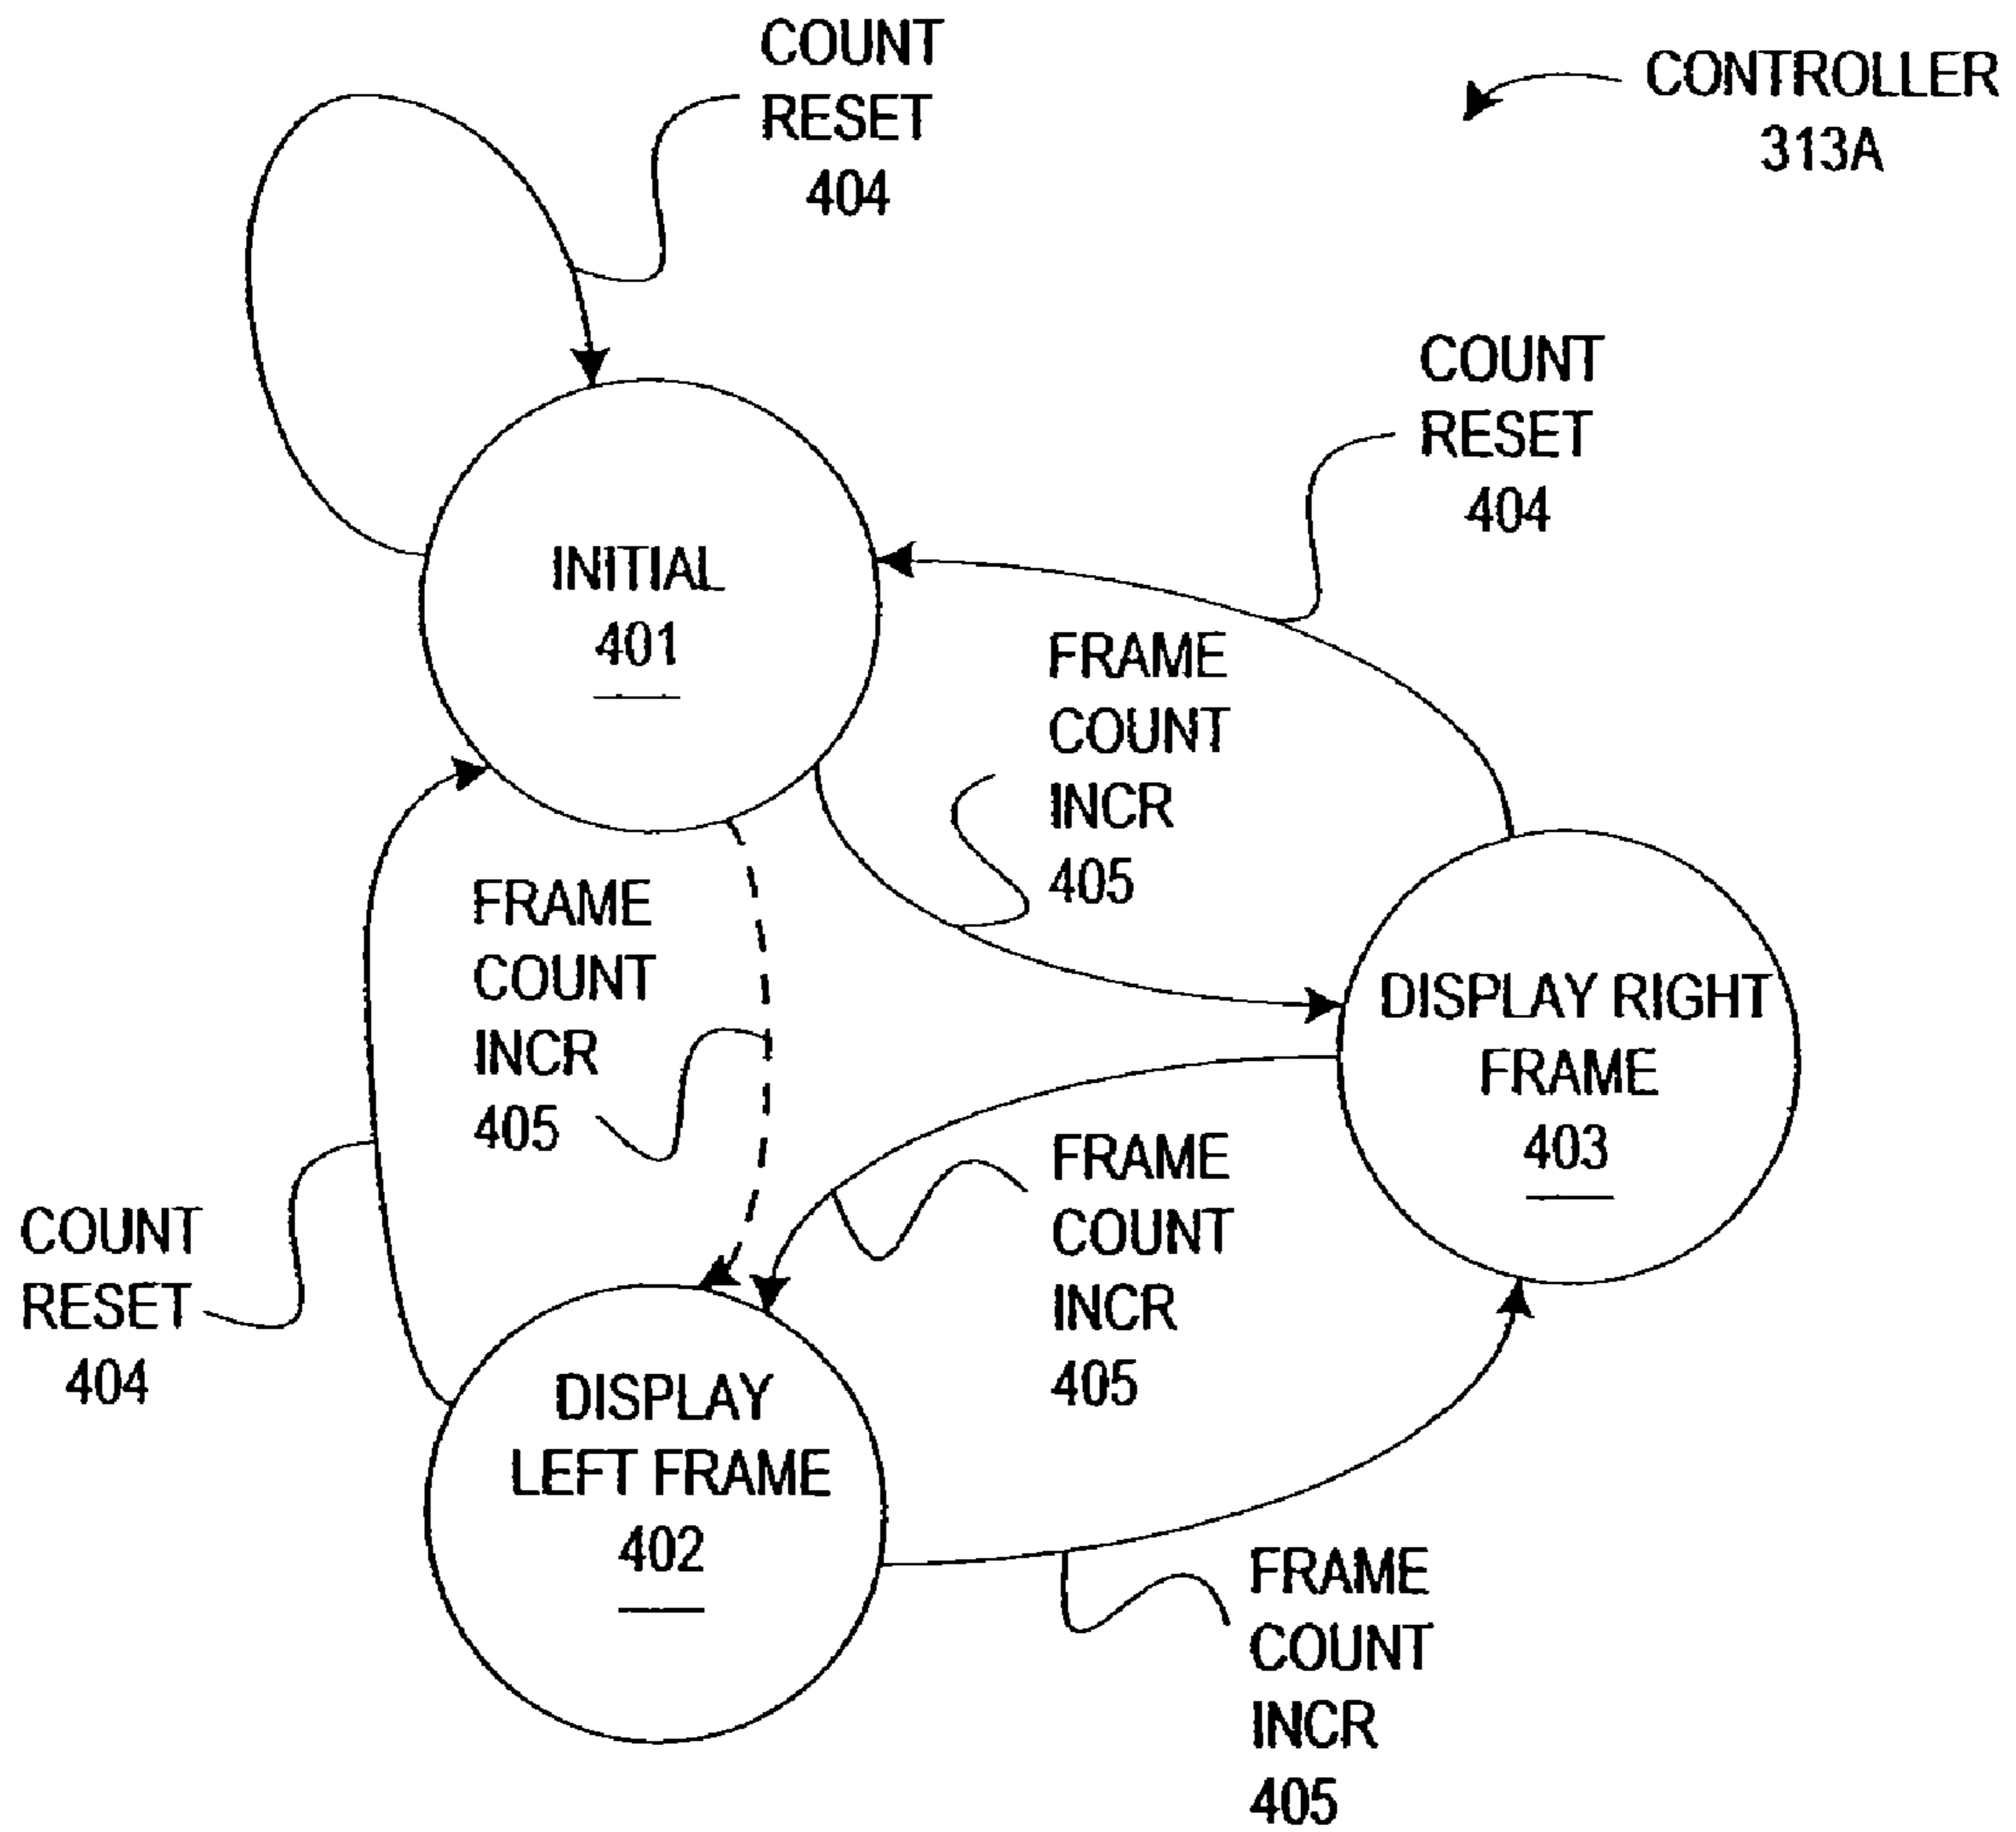 COUNT
RESET
404
CONTROLLER
313A
COUNT
RESET
404
INITIAL
401
FRAME
COUNT
INCR
405
FRAME
COUNT
INCR
405
DISPLAY RIGHT
FRAME
403
FRAME
COUNT
INCR
405
COUNT
RESET
404
DISPLAY
LEFT FRAME
402
FRAME
COUNT
INCR
405